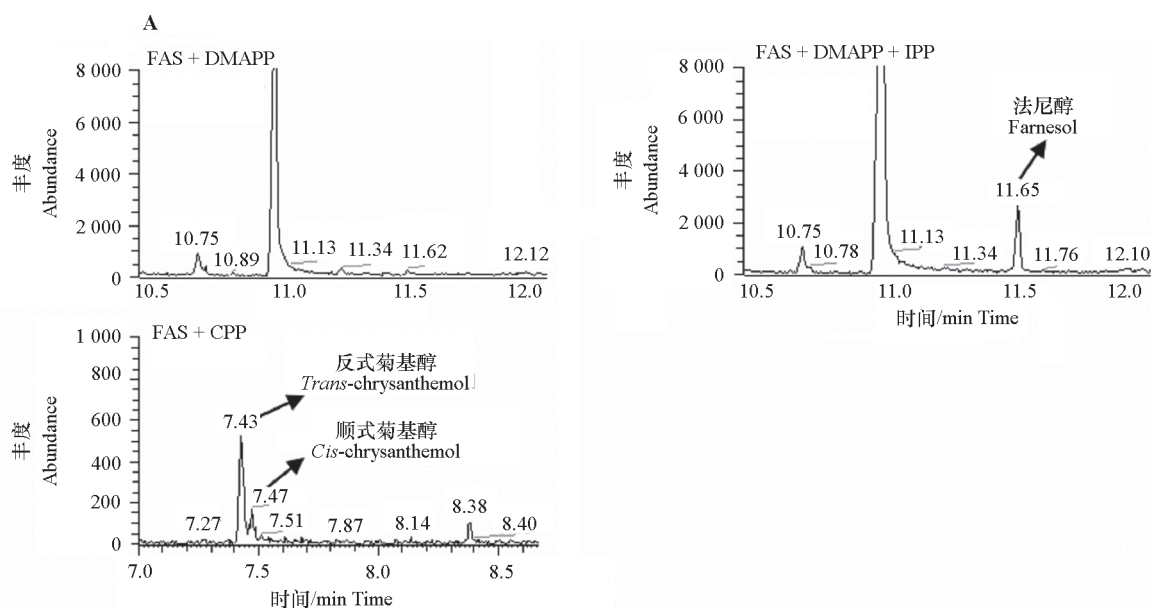 A
FAS + DMAPP
8 000
6 000
4 000
2 000
0
丰度
Abundance
10.75
10.89
11.13
11.34
11.62
12.12
10.5
11.0
11.5
12.0
FAS + DMAPP + IPP
8 000
6 000
4 000
2 000
0
丰度
Abundance
法尼醇
Farnesol
11.65
10.75
10.78
11.13
11.34
11.76
12.10
10.5
11.0
11.5
12.0
时间/min Time
FAS + CPP
1 000
800
600
400
200
0
丰度
Abundance
反式菊基醇
Trans-chrysanthemol
7.43
顺式菊基醇
Cis-chrysanthemol
7.47
7.27
7.51
7.87
8.14
8.38
8.40
7.0
7.5
8.0
8.5
时间/min Time